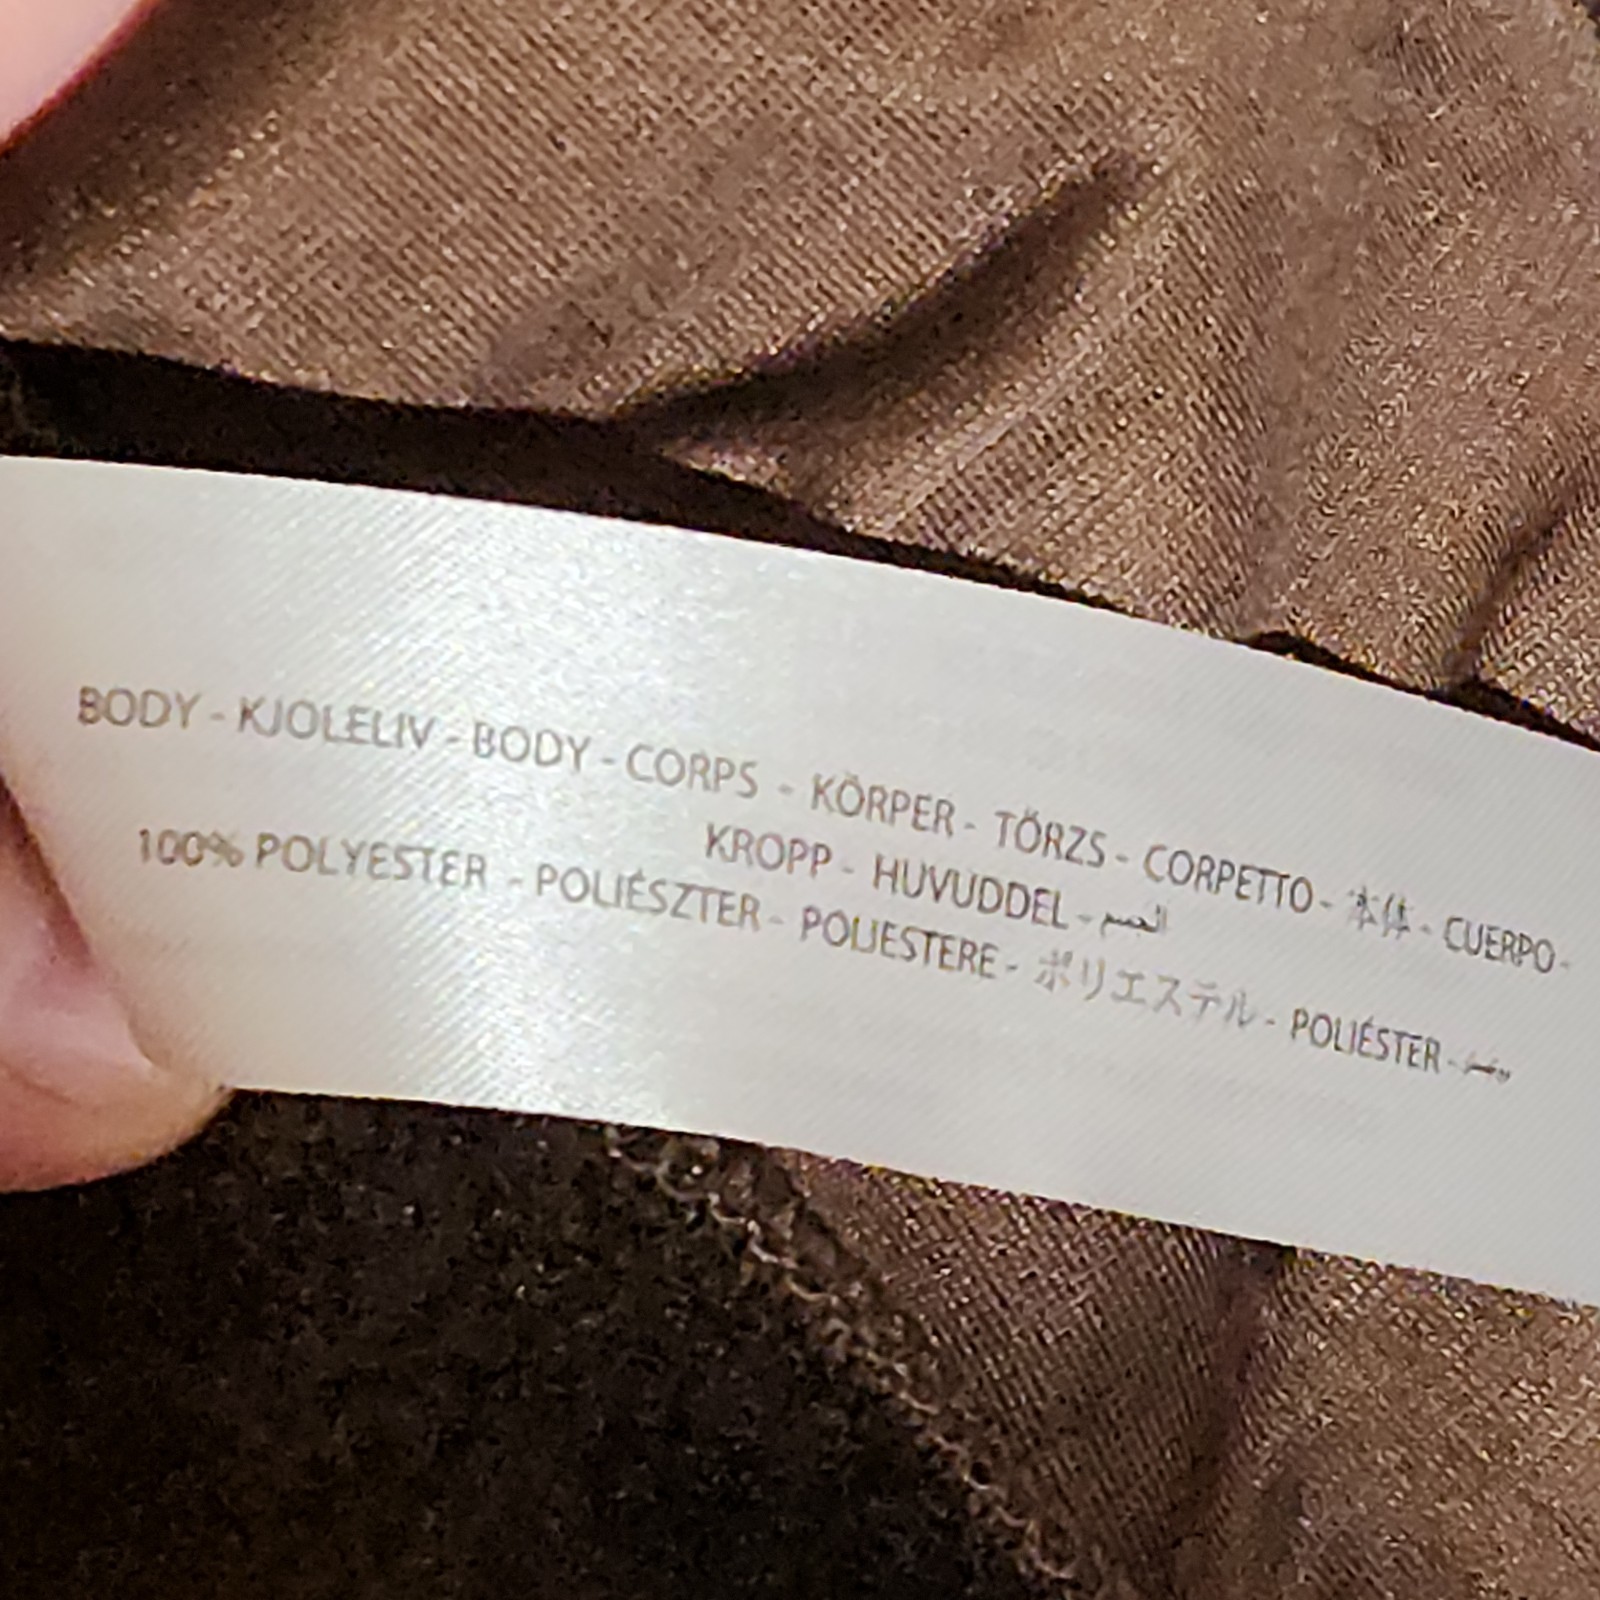 BODY - KJOLELIV - BODY - CORPS - KÖRPER - TÖRZS - CORPETTO - 本体 - CUERPO -
KROPP - HUVUDDEL - الجسم
100% POLYESTER - POLIÉSZTER - POLIESTERE - ポリエステル - POLIÉSTER -